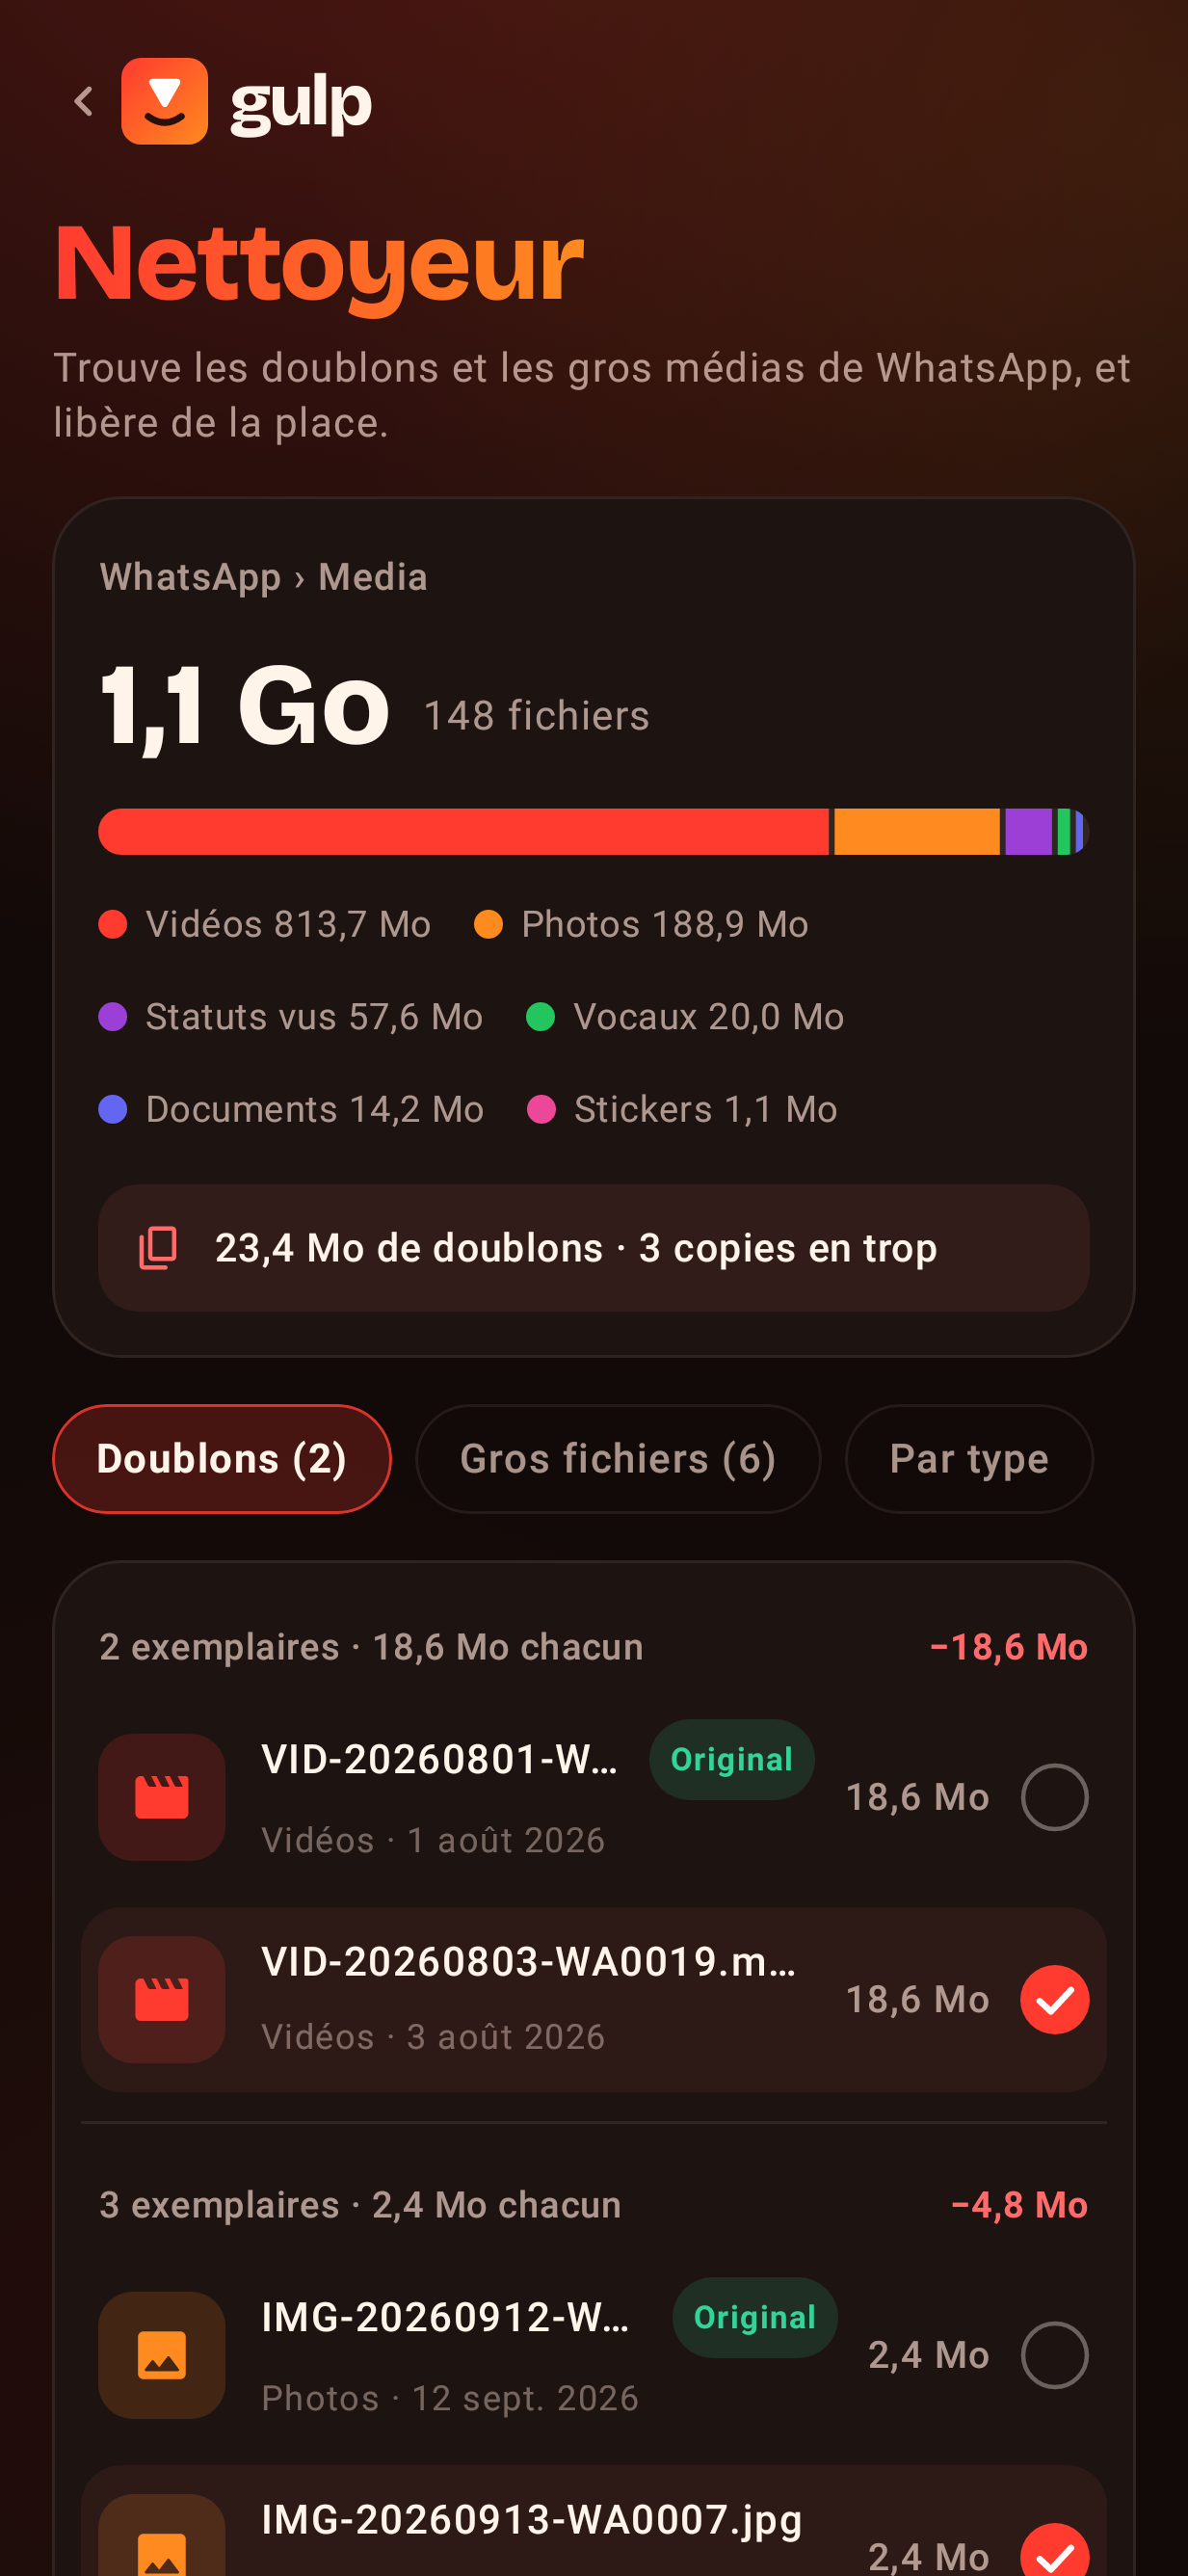 gulp
Nettoyeur
Trouve les doublons et les gros médias de WhatsApp, et
libère de la place.
WhatsApp › Media
1,1 Go 148 fichiers
Vidéos 813,7 Mo Photos 188,9 Mo
Statuts vus 57,6 Mo Vocaux 20,0 Mo
Documents 14,2 Mo Stickers 1,1 Mo
23,4 Mo de doublons · 3 copies en trop
Doublons (2) Gros fichiers (6) Par type
2 exemplaires · 18,6 Mo chacun −18,6 Mo
VID-20260801-W… Original
18,6 Mo
Vidéos · 1 août 2026
VID-20260803-WA0019.m…
18,6 Mo
Vidéos · 3 août 2026
3 exemplaires · 2,4 Mo chacun −4,8 Mo
IMG-20260912-W… Original
2,4 Mo
Photos · 12 sept. 2026
IMG-20260913-WA0007.jpg
2,4 Mo